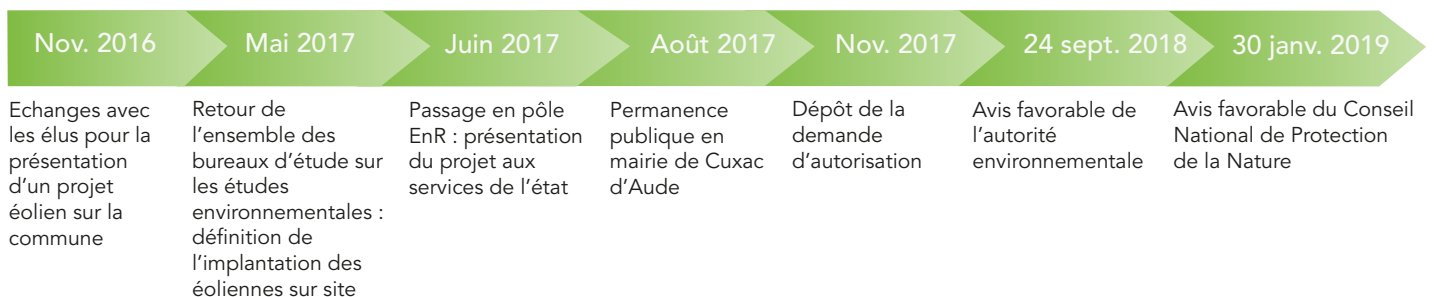 Nov. 2016
Mai 2017
Juin 2017
Août 2017
Nov. 2017
24 sept. 2018
30 janv. 2019
Echanges avec
les élus pour la
présentation
d'un projet
éolien sur la
commune
Retour de
l'ensemble des
bureaux d'étude sur
les études
environnementales :
définition de
l'implantation des
éoliennes sur site
Passage en pôle
EnR : présentation
du projet aux
services de l'état
Permanence
publique en
mairie de Cuxac
d'Aude
Dépôt de la
demande
d'autorisation
Avis favorable de
l'autorité
environnementale
Avis favorable du Conseil
National de Protection
de la Nature